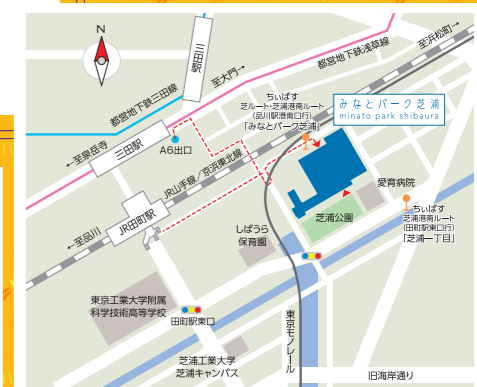 N
三田駅
至大門→
都営地下鉄浅草線
至浜松町→
都営地下鉄三田線
ちぃばす
芝ルート・芝浦港南ルート
(品川駅港南口行)
「みなとパーク芝浦」
みなとパーク芝浦
minato park shibaura
←至泉岳寺
三田駅
A6出口
JR山手線/京浜東北線
愛育病院
ちぃばす
芝浦港南ルート
(田町駅東口行)
「芝浦一丁目」
←至品川
JR田町駅
しばうら
保育園
芝浦公園
東京工業大学附属
科学技術高等学校
田町駅東口
東京モノレール
芝浦工業大学
芝浦キャンパス
旧海岸通り